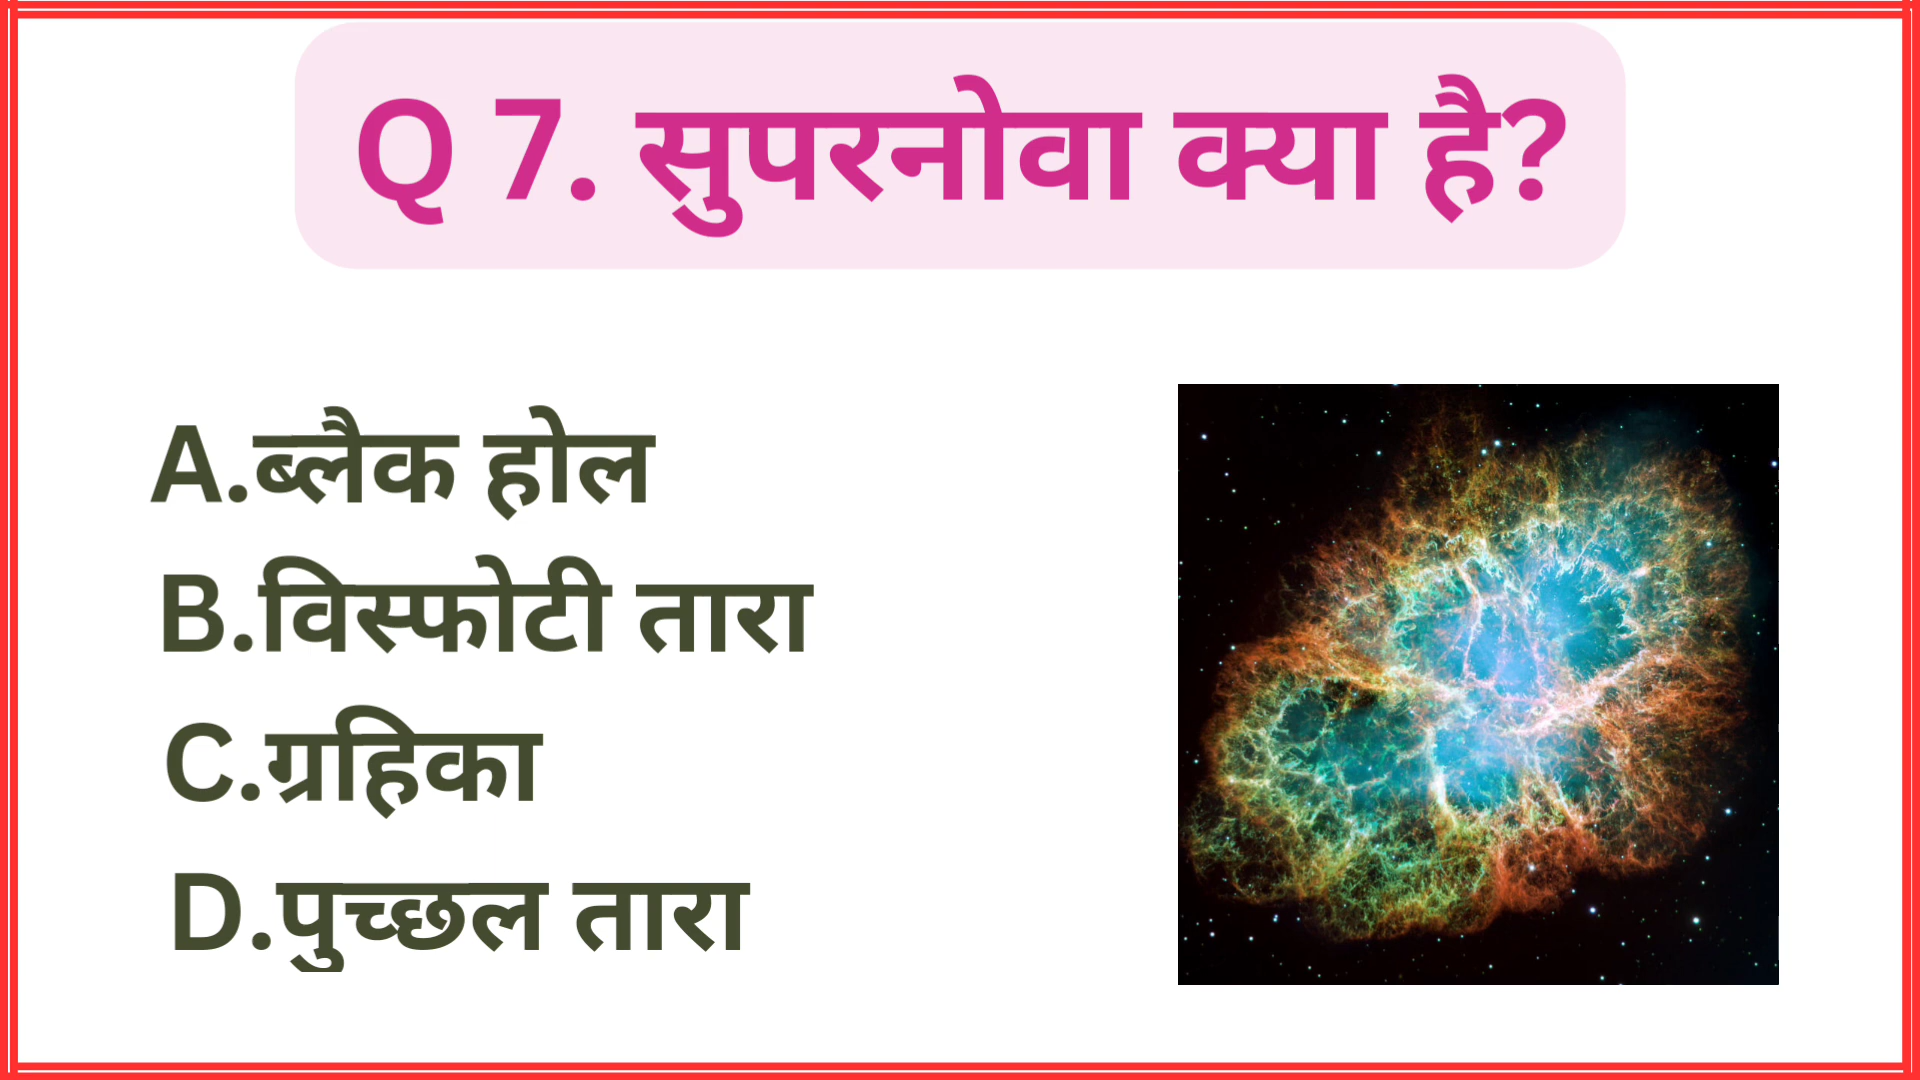 Q 7. सुपरनोवा क्या है?
A.ब्लैक होल
B.विस्फोटी तारा
C.ग्रहिका
D.पुच्छल तारा